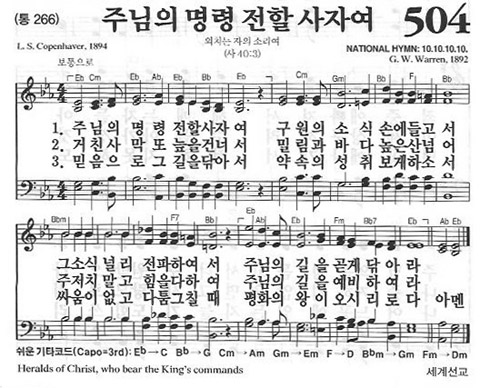 (통 266) 주님의 명령 전할 사자여 504
외치는 자의 소리여
(사 40:3)
L. S. Copenhaver, 1894
NATIONAL HYMN: 10.10.10.10.
G. W. Warren, 1892
보통으로
Eb Cm Eb Ab Bb Eb Cm Gm Cm F Bb
1. 주님의 명령 전할사자여 구원의 소식 손에들고서
2. 거친사막또 늪을건너서 밀림과 바다 높은산넘어
3. 믿음으로 그길을닦아서 약속의 성취 보게하소서
Bbm F7 Bb Eb Ab Eb Fm Bb7 Eb Ab Eb
그소식 널리 전파하여서 주님의 길을 곧게 닦아라
주저치 말고 힘을다하여 주님의 길을 예비하여라
싸움이 없고 다툼그칠때 평화의 왕이 오시리로다 아멘
쉬운 기타코드(Capo=3rd): Eb→C Bb→G Cm→Am Gm→Em F→D Bbm→Gm Fm→Dm
Heralds of Christ, who bear the King's commands
세계선교